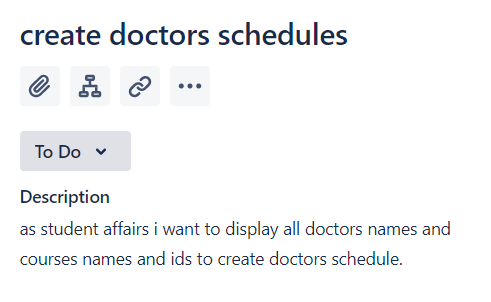 create doctors schedules
To Do
Description
as student affairs i want to display all doctors names and
courses names and ids to create doctors schedule.